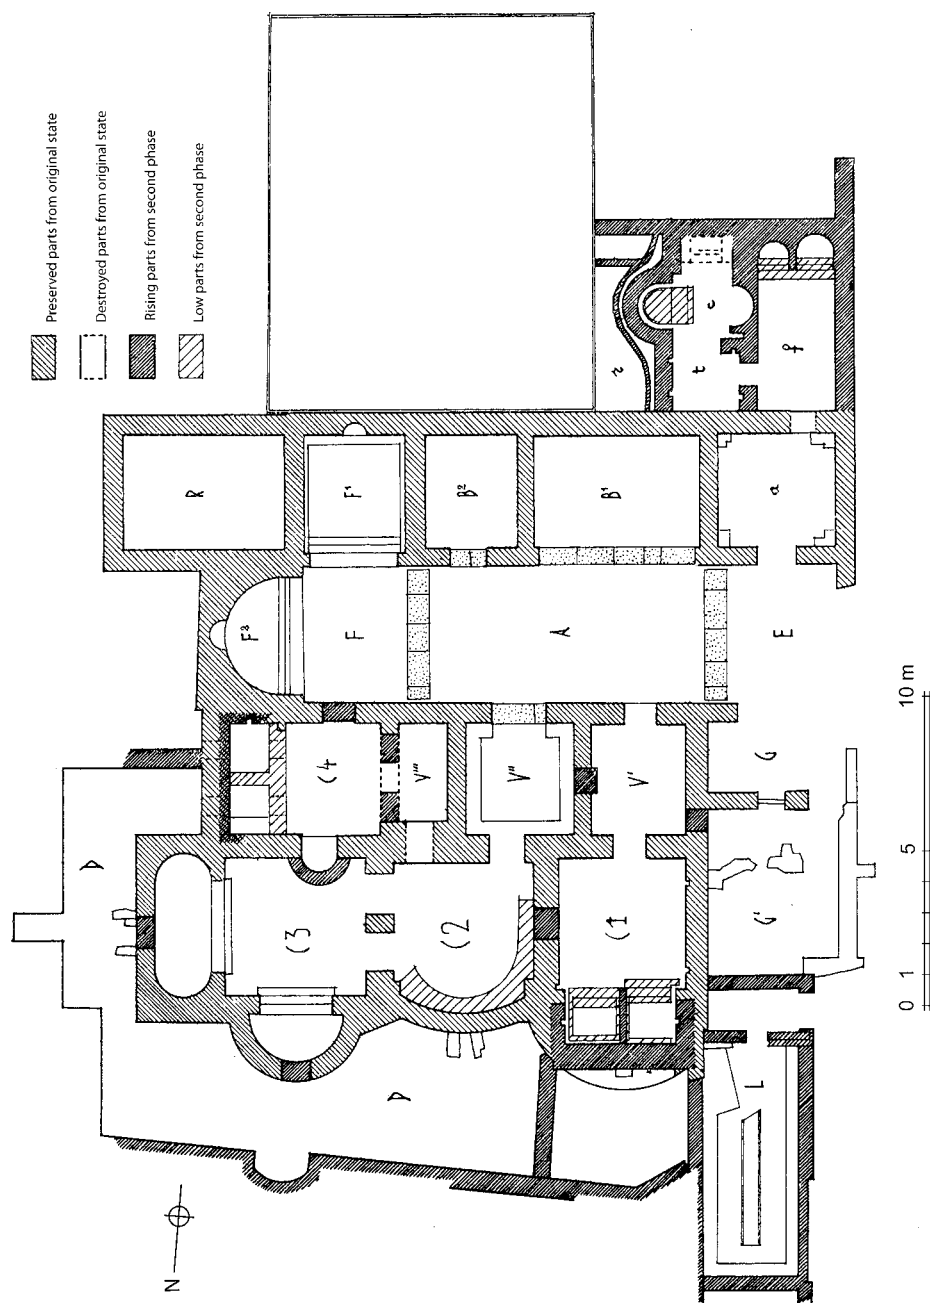 Preserved parts from original state
Destroyed parts from original state
Rising parts from second phase
Low parts from second phase
R
F¹
B²
B¹
a
r
c
t
f
F³
F
A
E
C4
V'''
V''
V'
G
D
C3
C2
C1
G'
D
L
N
0
1
5
10 m